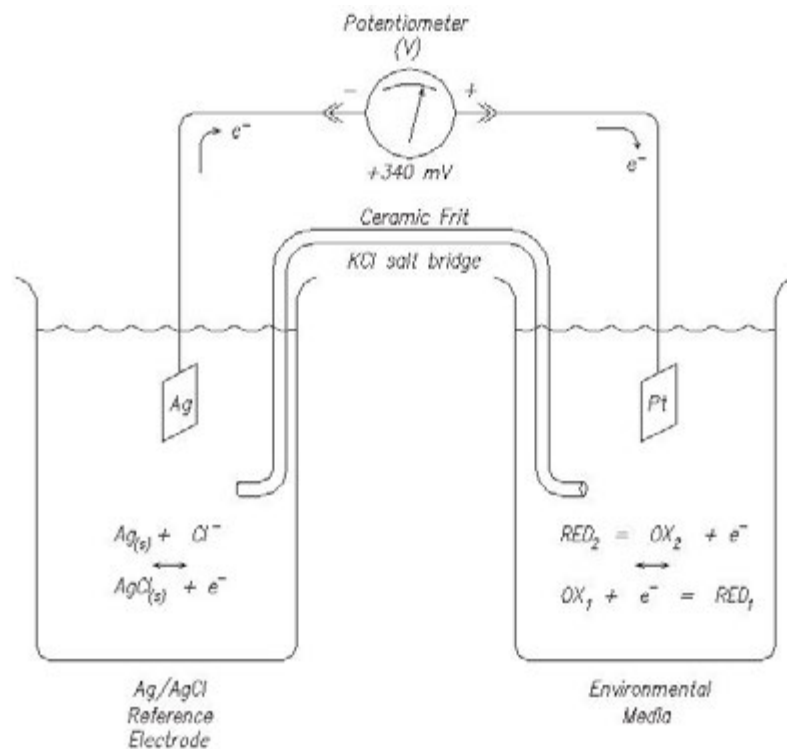 Potentiometer
(V)
- +
e⁻ e⁻
+340 mV
Ceramic Frit
KCl salt bridge
Ag Pt
Ag(s) + Cl⁻
↔
AgCl(s) + e⁻
RED₂ = OX₂ + e⁻
↔
OX₁ + e⁻ = RED₁
Ag/AgCl
Reference
Electrode
Environmental
Media